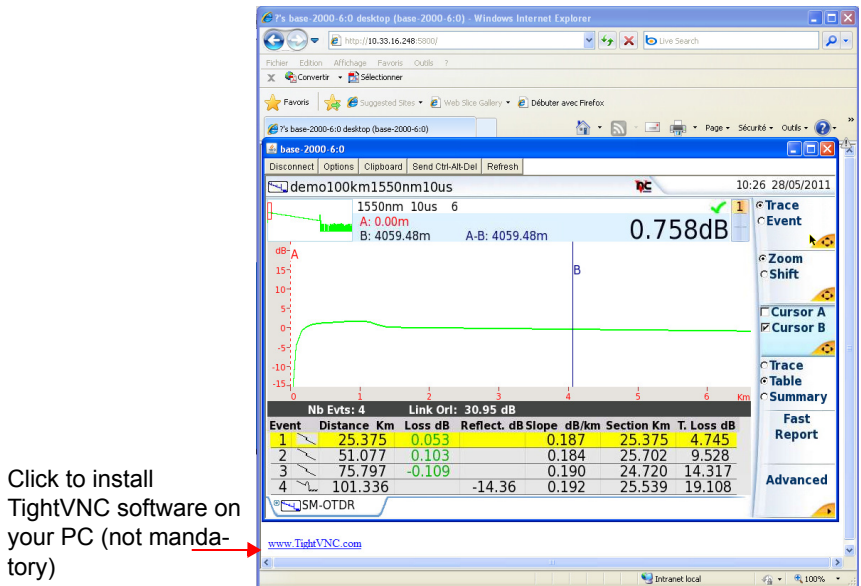 ?'s base-2000-6:0 desktop (base-2000-6:0) - Windows Internet Explorer
http://10.33.16.248:5800/
Live Search
Fichier Edition Affichage Favoris Outils ?
X Convertir Sélectionner
Favoris Suggested Sites Web Slice Gallery Débuter avec Firefox
?'s base-2000-6:0 desktop (base-2000-6:0) Page Sécurité Outils »
base-2000-6:0
Disconnect Options Clipboard Send Ctrl-Alt-Del Refresh
demo100km1550nm10us 10:26 28/05/2011
1550nm 10us 6 1
A: 0.00m
B: 4059.48m A-B: 4059.48m 0.758dB
Trace
Event
Zoom
Shift
Cursor A
Cursor B
Trace
Table
Summary
Fast
Report
Advanced
dB
A
B
15
10
5
0
-5
-10
-15
0 1 2 3 4 5 6 Km
Nb Evts: 4 Link Orl: 30.95 dB
Event Distance Km Loss dB Reflect. dB Slope dB/km Section Km T. Loss dB
1 25.375 0.053 0.187 25.375 4.745
2 51.077 0.103 0.184 25.702 9.528
3 75.797 -0.109 0.190 24.720 14.317
4 101.336 -14.36 0.192 25.539 19.108
SM-OTDR
www.TightVNC.com
Intranet local 100%
Click to install
TightVNC software on
your PC (not manda-
tory)